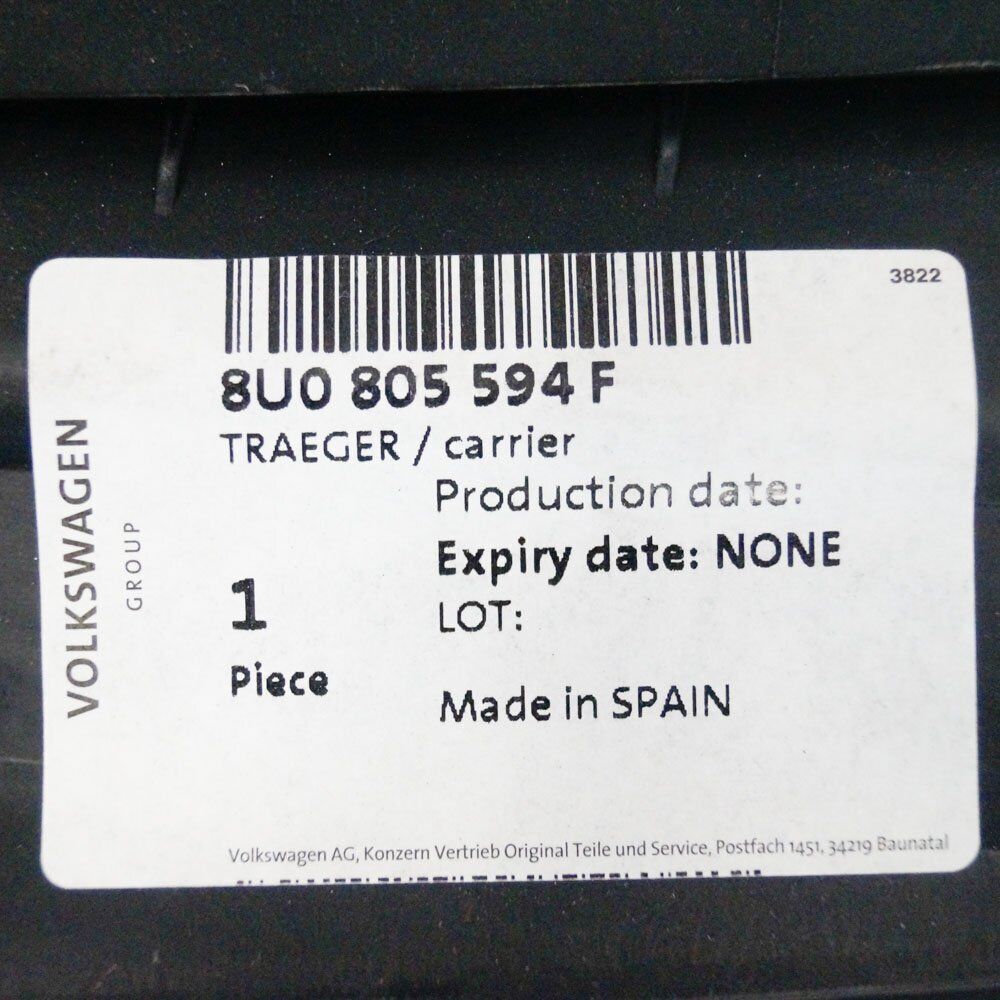 3822
8U0 805 594 F
TRAEGER / carrier
Production date:
Expiry date: NONE
LOT:
1
Piece
Made in SPAIN
VOLKSWAGEN
GROUP
Volkswagen AG, Konzern Vertrieb Original Teile und Service, Postfach 1451, 34219 Baunatal